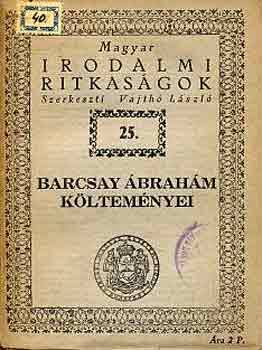 40.
Magyar
IRODALMI
RITKASÁGOK
Szerkeszti Vajthó László
25.
BARCSAY ÁBRAHÁM
KÖLTEMÉNYEI
Ára 2 P.